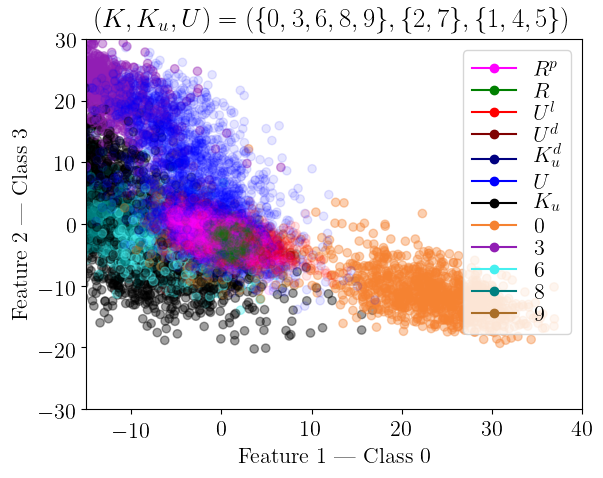 (K, K_u, U) = ({0, 3, 6, 8, 9}, {2, 7}, {1, 4, 5})
30
20
10
0
−10
−20
−30
Feature 2 — Class 3
R^p
R
U^l
U^d
K_u^d
U
K_u
0
3
6
8
9
−10
0
10
20
30
40
Feature 1 — Class 0